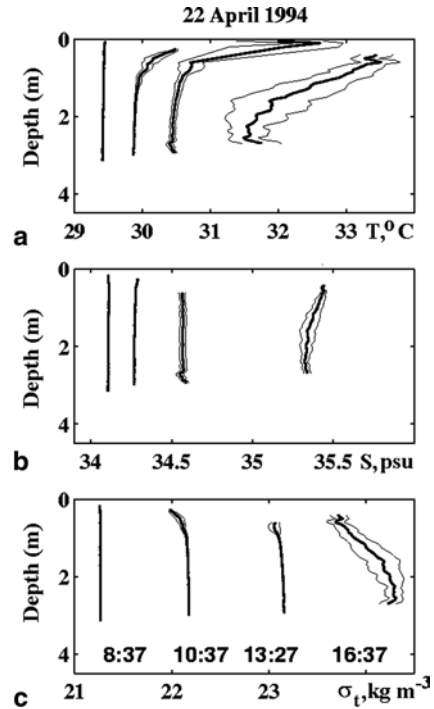 22 April 1994
0
2
4
Depth (m)
29 30 31 32 33 T,° C
a
0
2
4
Depth (m)
34 34.5 35 35.5 S, psu
b
0
2
4
Depth (m)
8:37 10:37 13:27 16:37
21 22 23 σt, kg m-3
c